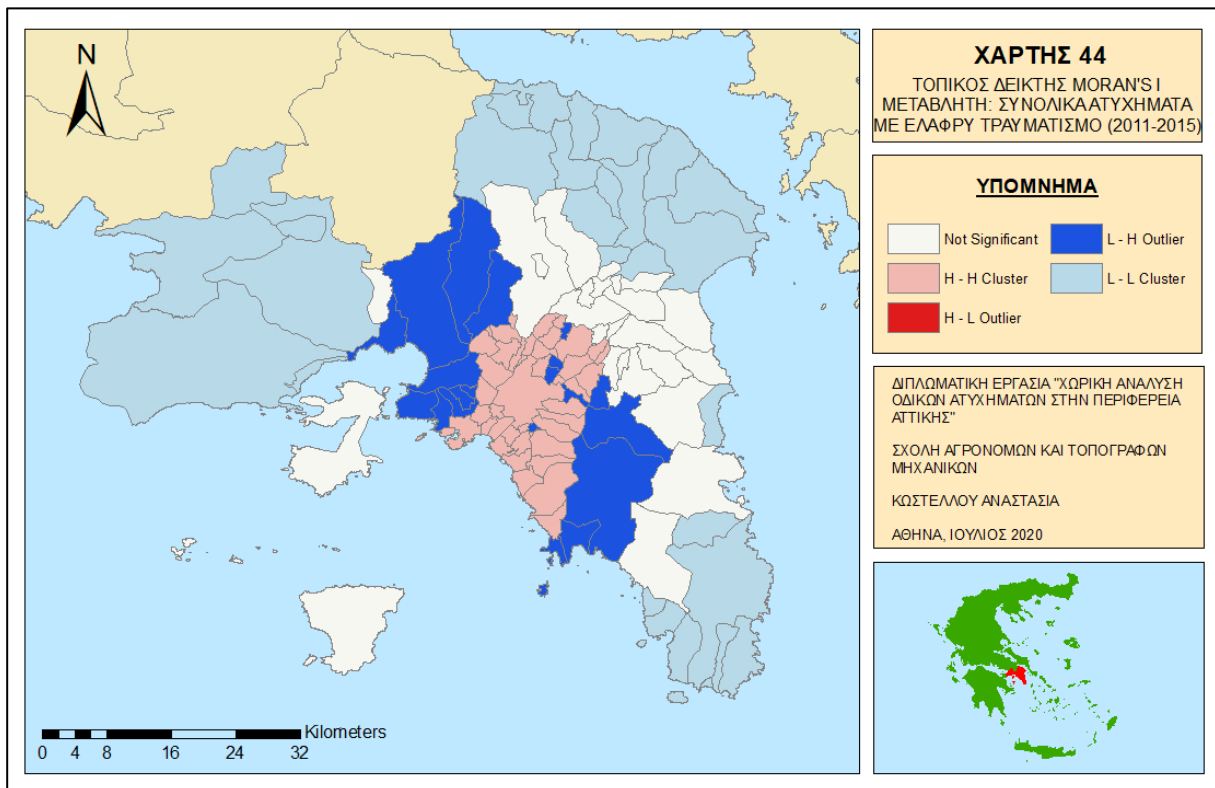 N
Kilometers
0 4 8 16 24 32
ΧΑΡΤΗΣ 44
ΤΟΠΙΚΟΣ ΔΕΙΚΤΗΣ MORAN'S I
ΜΕΤΑΒΛΗΤΗ: ΣΥΝΟΛΙΚΑ ΑΤΥΧΗΜΑΤΑ
ΜΕ ΕΛΑΦΡΥ ΤΡΑΥΜΑΤΙΣΜΟ (2011-2015)
ΥΠΟΜΝΗΜΑ
Not Significant
L - H Outlier
H - H Cluster
L - L Cluster
H - L Outlier
ΔΙΠΛΩΜΑΤΙΚΗ ΕΡΓΑΣΙΑ "ΧΩΡΙΚΗ ΑΝΑΛΥΣΗ
ΟΔΙΚΩΝ ΑΤΥΧΗΜΑΤΩΝ ΣΤΗΝ ΠΕΡΙΦΕΡΕΙΑ
ΑΤΤΙΚΗΣ"
ΣΧΟΛΗ ΑΓΡΟΝΟΜΩΝ ΚΑΙ ΤΟΠΟΓΡΑΦΩΝ
ΜΗΧΑΝΙΚΩΝ
ΚΩΣΤΕΛΛΟΥ ΑΝΑΣΤΑΣΙΑ
ΑΘΗΝΑ, ΙΟΥΛΙΟΣ 2020